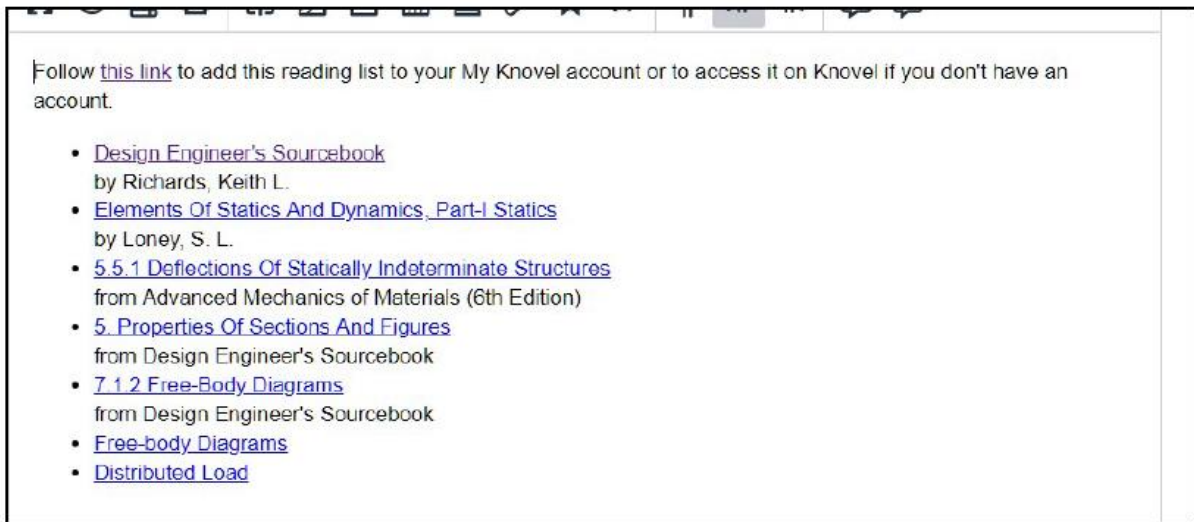 Follow this link to add this reading list to your My Knovel account or to access it on Knovel if you don't have an
account.
• Design Engineer's Sourcebook
by Richards, Keith L.
• Elements Of Statics And Dynamics, Part-I Statics
by Loney, S. L.
• 5.5.1 Deflections Of Statically Indeterminate Structures
from Advanced Mechanics of Materials (6th Edition)
• 5. Properties Of Sections And Figures
from Design Engineer's Sourcebook
• 7.1.2 Free-Body Diagrams
from Design Engineer's Sourcebook
• Free-body Diagrams
• Distributed Load